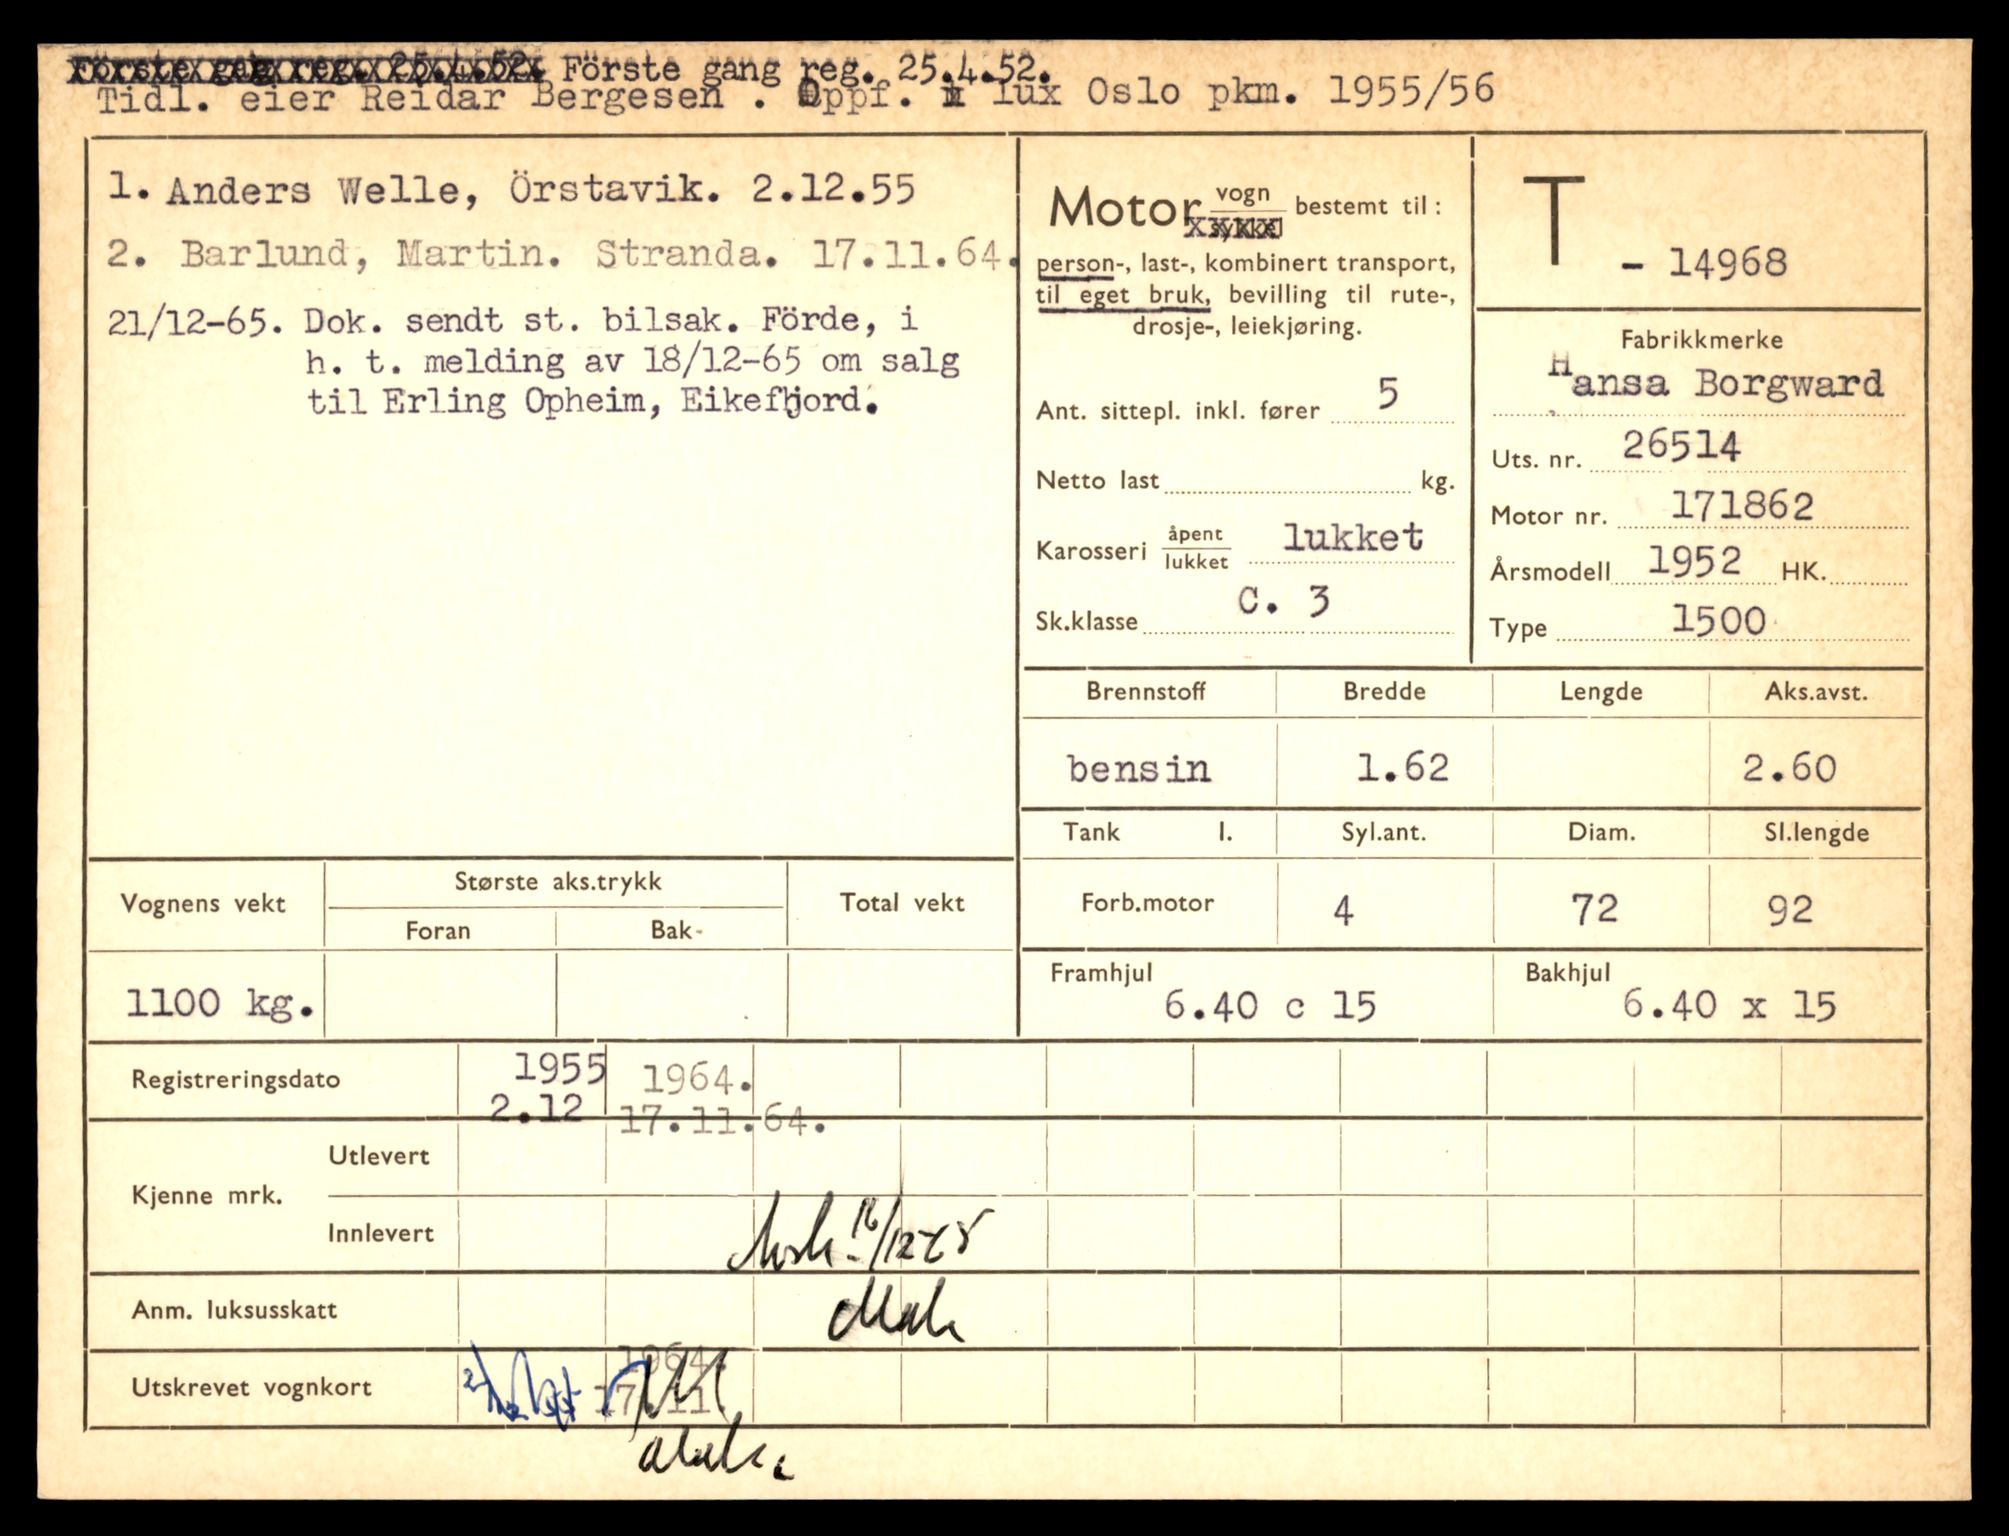 Förste gang reg. 25.4.52.
Tidl. eier Reidar Bergesen . Oppf. i lux Oslo pkm. 1955/56
1. Anders Welle, Örstavik. 2.12.55
2. Barlund, Martin. Stranda. 17.11.64.
21/12-65. Dok. sendt st. bilsak. Förde, i
h. t. melding av 18/12-65 om salg
til Erling Opheim, Eikefjord.
Motor vogn
sykkel bestemt til:
person-, last-, kombinert transport,
til eget bruk, bevilling til rute-,
drosje-, leiekjøring.
Ant. sittepl. inkl. fører 5
Netto last kg.
Karosseri åpent
lukket lukket
Sk.klasse C. 3
T - 14968
Fabrikkmerke
Hansa Borgward
Uts. nr. 26514
Motor nr. 171862
Årsmodell 1952 HK.
Type 1500
Brennstoff Bredde Lengde Aks.avst.
bensin 1.62 2.60
Tank l. Syl.ant. Diam. Sl.lengde
Forb.motor 4 72 92
Framhjul Bakhjul
6.40 c 15 6.40 x 15
Vognens vekt Største aks.trykk Total vekt
Foran Bak
1100 kg.
Registreringsdato 1955 1964.
2.12 17.11.64.
Kjenne mrk. Utlevert
Innlevert
Anm. luksusskatt
Utskrevet vognkort 1964.
17.11.